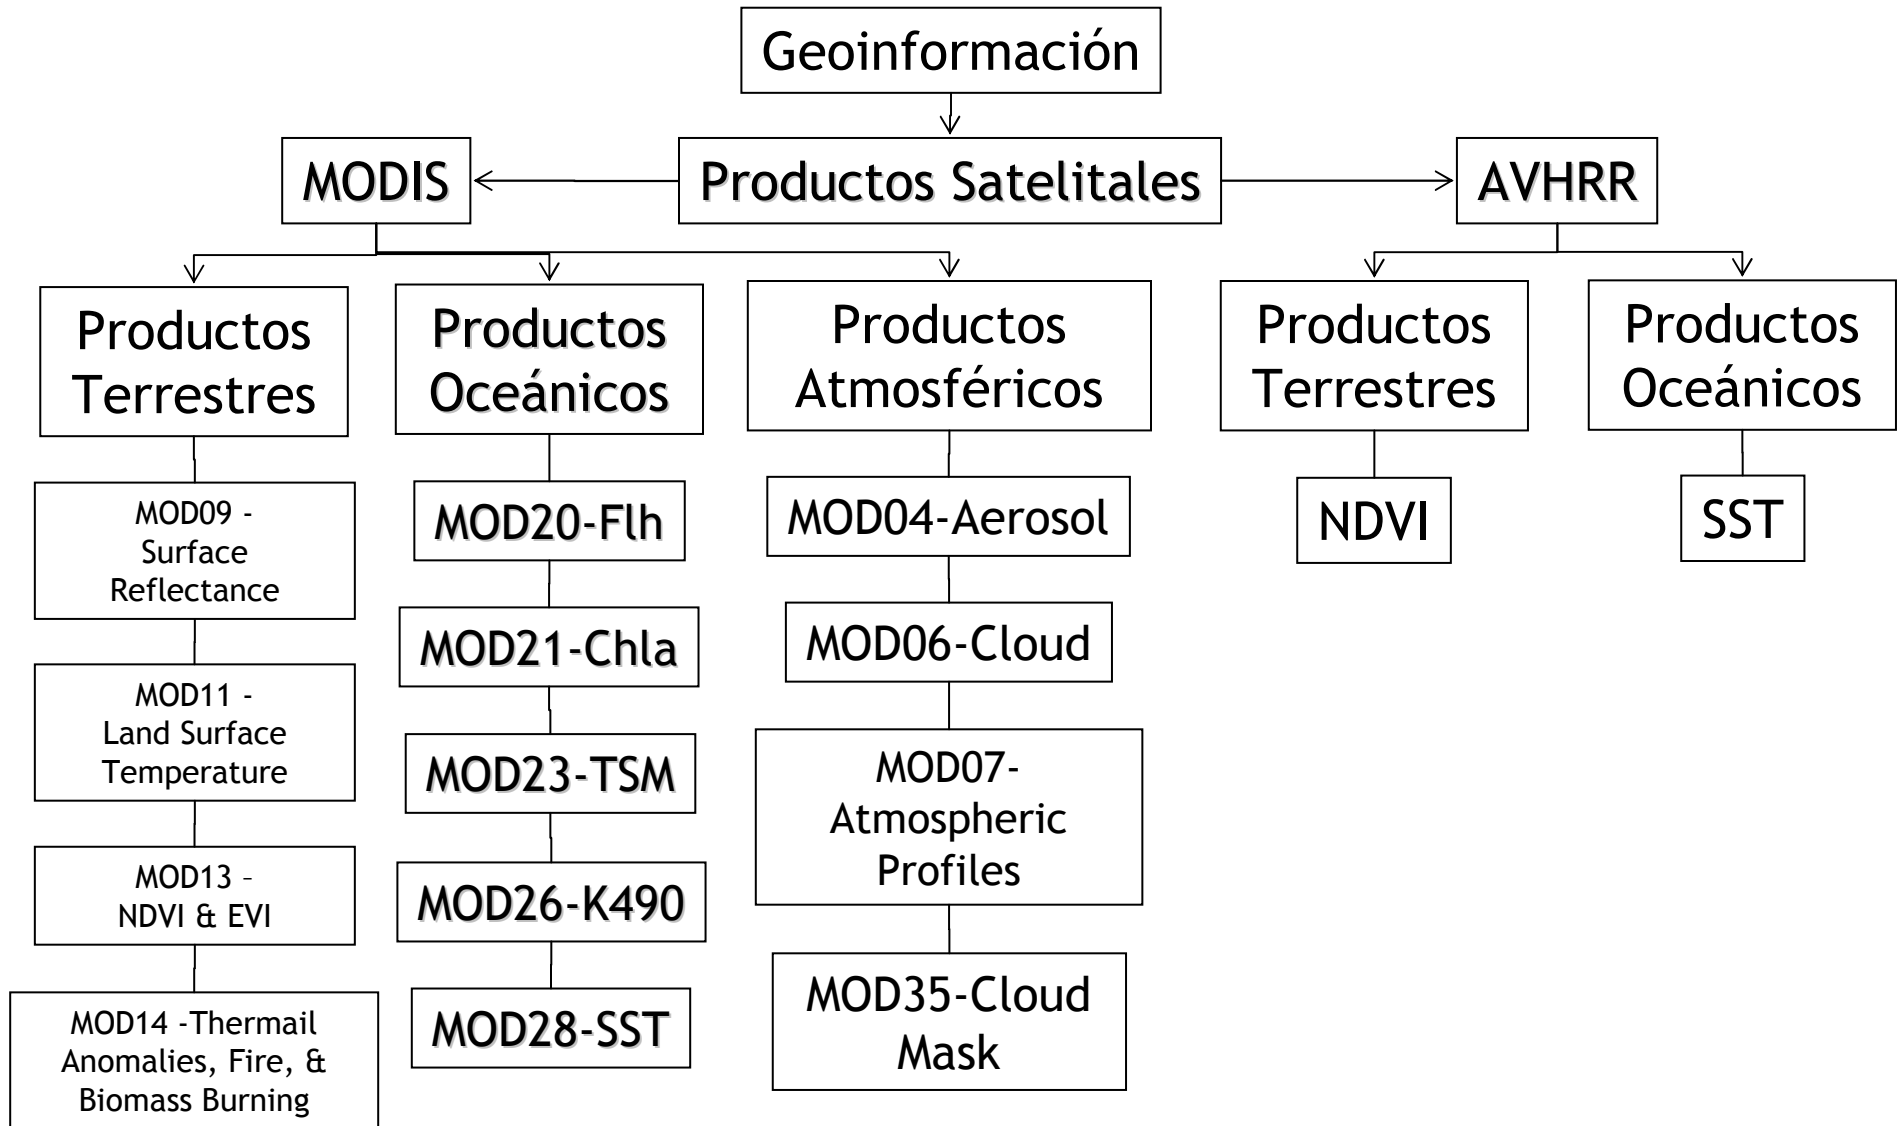 Geoinformación
MODIS
Productos Satelitales
AVHRR
Productos
Terrestres
Productos
Oceánicos
Productos
Atmosféricos
Productos
Terrestres
Productos
Oceánicos
MOD09 -
Surface
Reflectance
MOD11 -
Land Surface
Temperature
MOD13 –
NDVI & EVI
MOD14 -Thermail
Anomalies, Fire, &
Biomass Burning
MOD20-Flh
MOD21-Chla
MOD23-TSM
MOD26-K490
MOD28-SST
MOD04-Aerosol
MOD06-Cloud
MOD07-
Atmospheric
Profiles
MOD35-Cloud
Mask
NDVI
SST